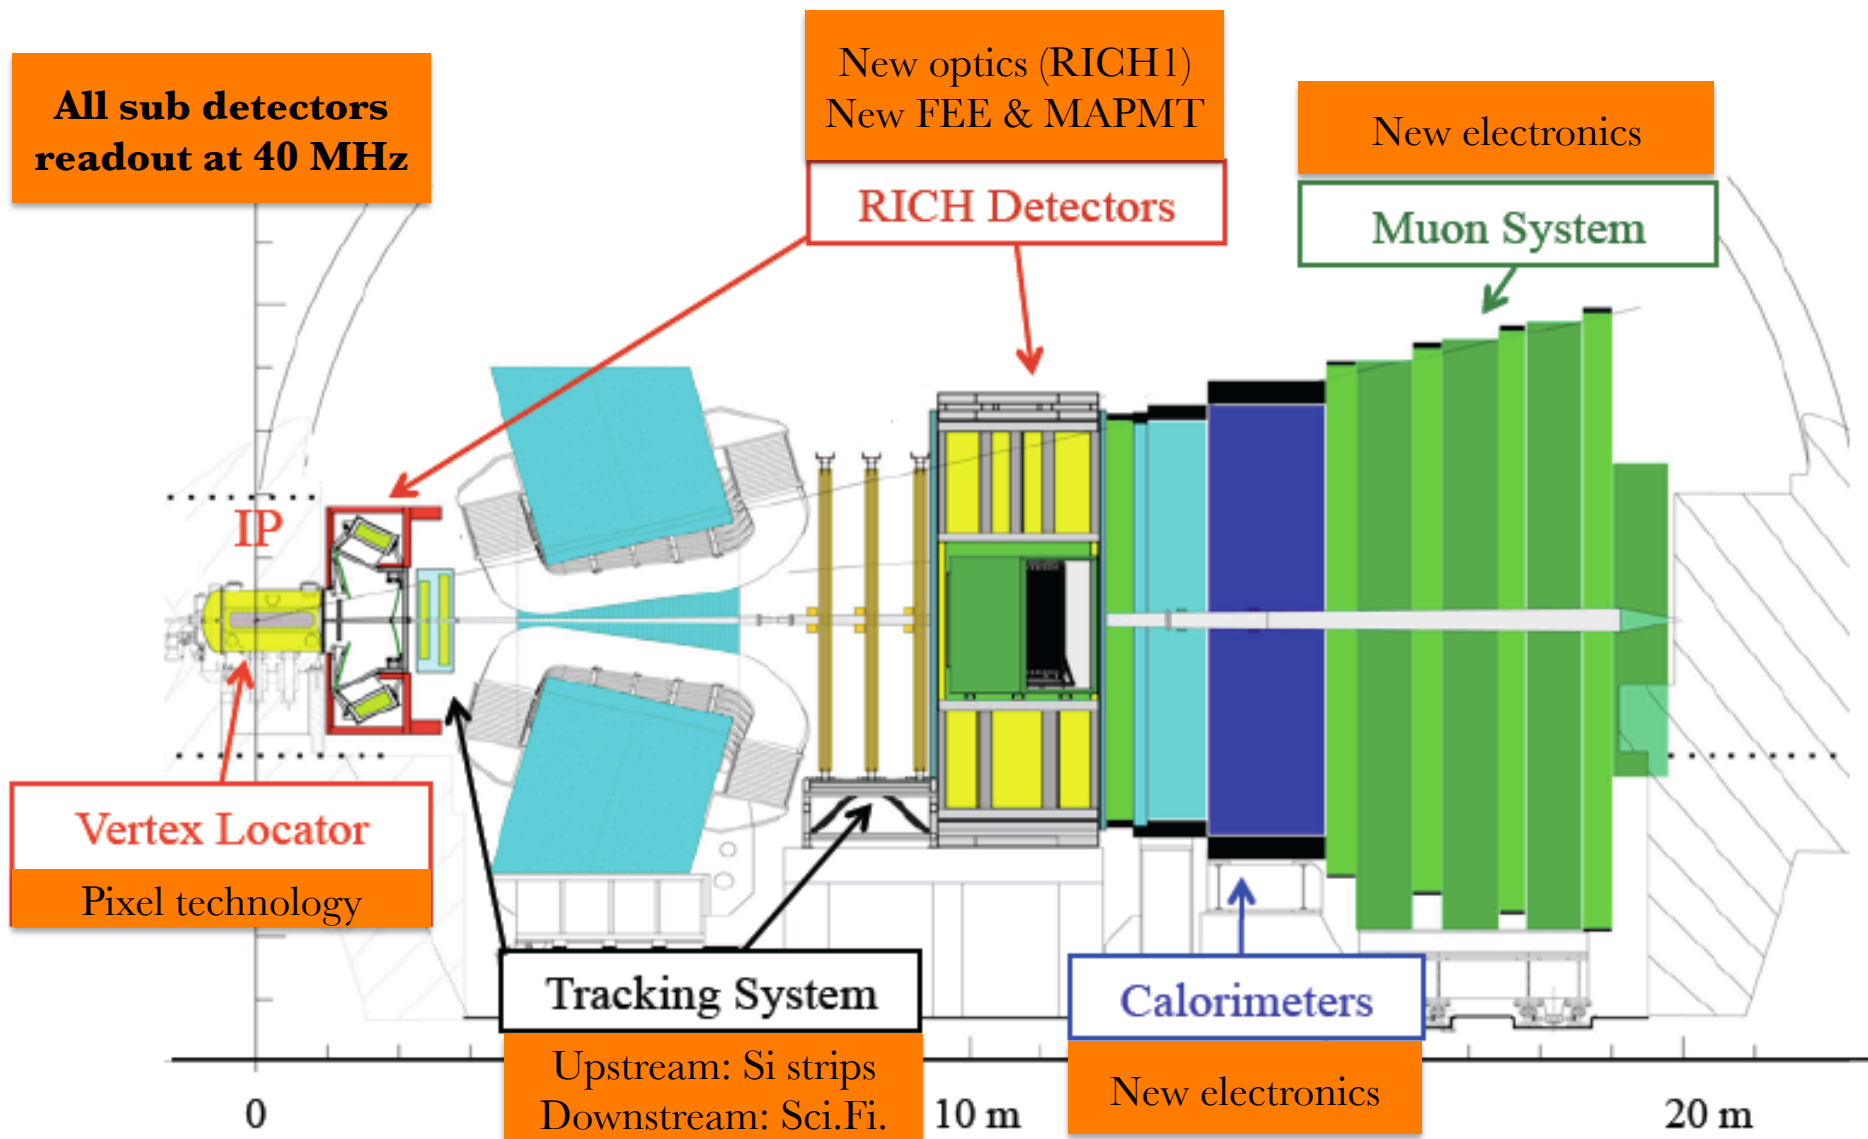 All sub detectors
readout at 40 MHz
New optics (RICH1)
New FEE & MAPMT
RICH Detectors
New electronics
Muon System
IP
Vertex Locator
Pixel technology
Tracking System
Upstream: Si strips
Downstream: Sci.Fi.
Calorimeters
New electronics
0
10 m
20 m